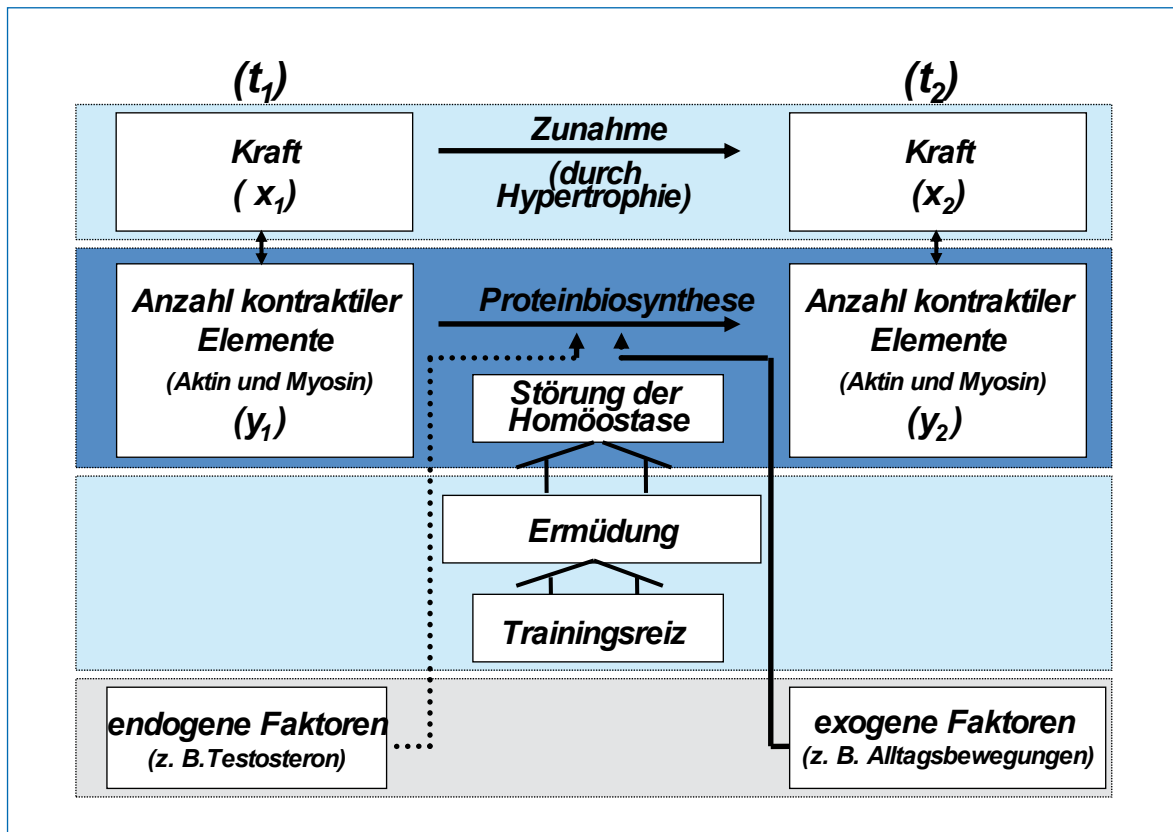 (t1)
(t2)
Kraft
( x1)
Zunahme
(durch
Hypertrophie)
Kraft
(x2)
Anzahl kontraktiler
Elemente
(Aktin und Myosin)
(y1)
Proteinbiosynthese
Störung der
Homöostase
Anzahl kontraktiler
Elemente
(Aktin und Myosin)
(y2)
Ermüdung
Trainingsreiz
endogene Faktoren
(z. B.Testosteron)
exogene Faktoren
(z. B. Alltagsbewegungen)